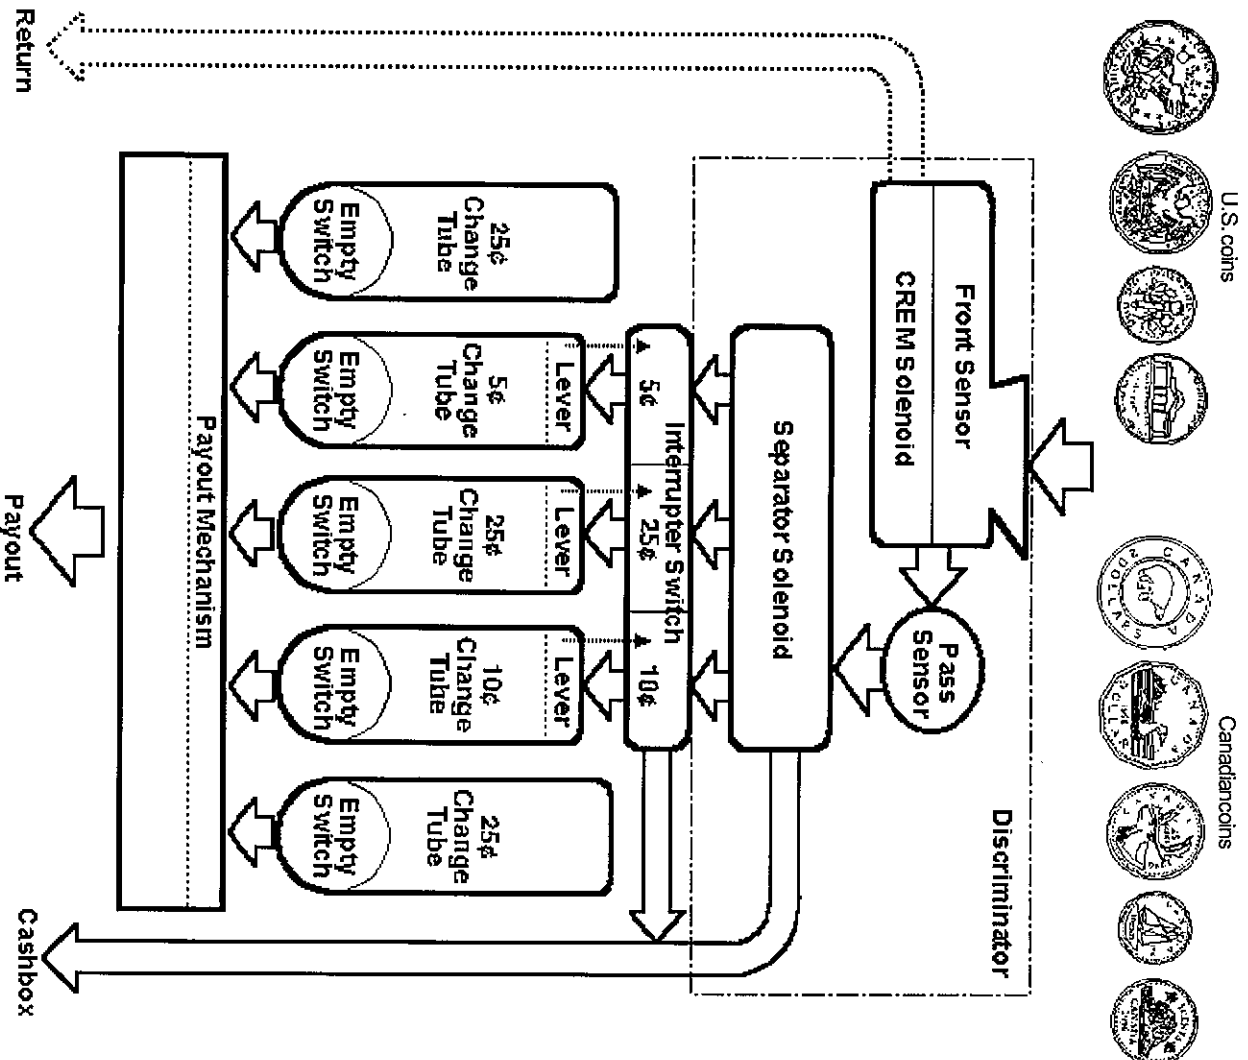 U.S. coins
Canadiancoins
Front Sensor
CREM Solenoid
Pass
Sensor
Discriminator
Separator Solenoid
Interrupter Switch
5¢
25¢
10¢
25¢
Change
Tube
Empty
Switch
Lever
5¢
Change
Tube
Empty
Switch
Lever
25¢
Change
Tube
Empty
Switch
Lever
10¢
Change
Tube
Empty
Switch
25¢
Change
Tube
Empty
Switch
Payout Mechanism
Return
Payout
Cashbox